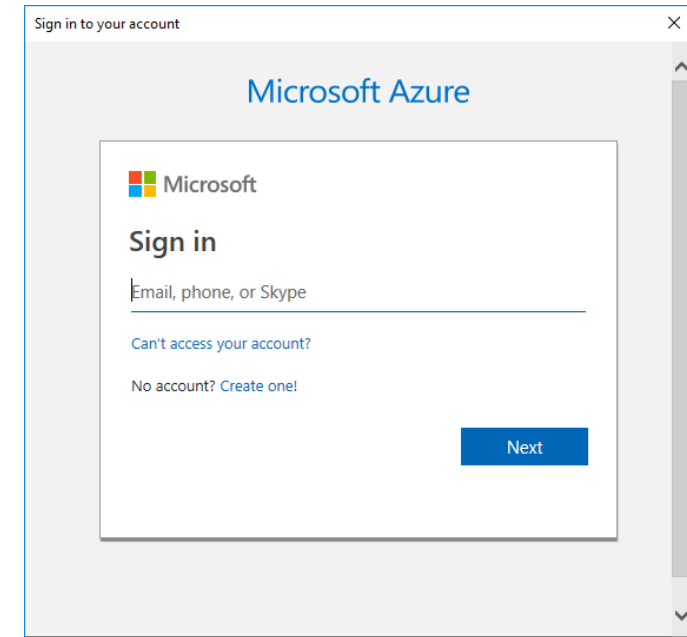 Sign in to your account
Microsoft Azure
Microsoft
Sign in
Email, phone, or Skype
Can't access your account?
No account? Create one!
Next